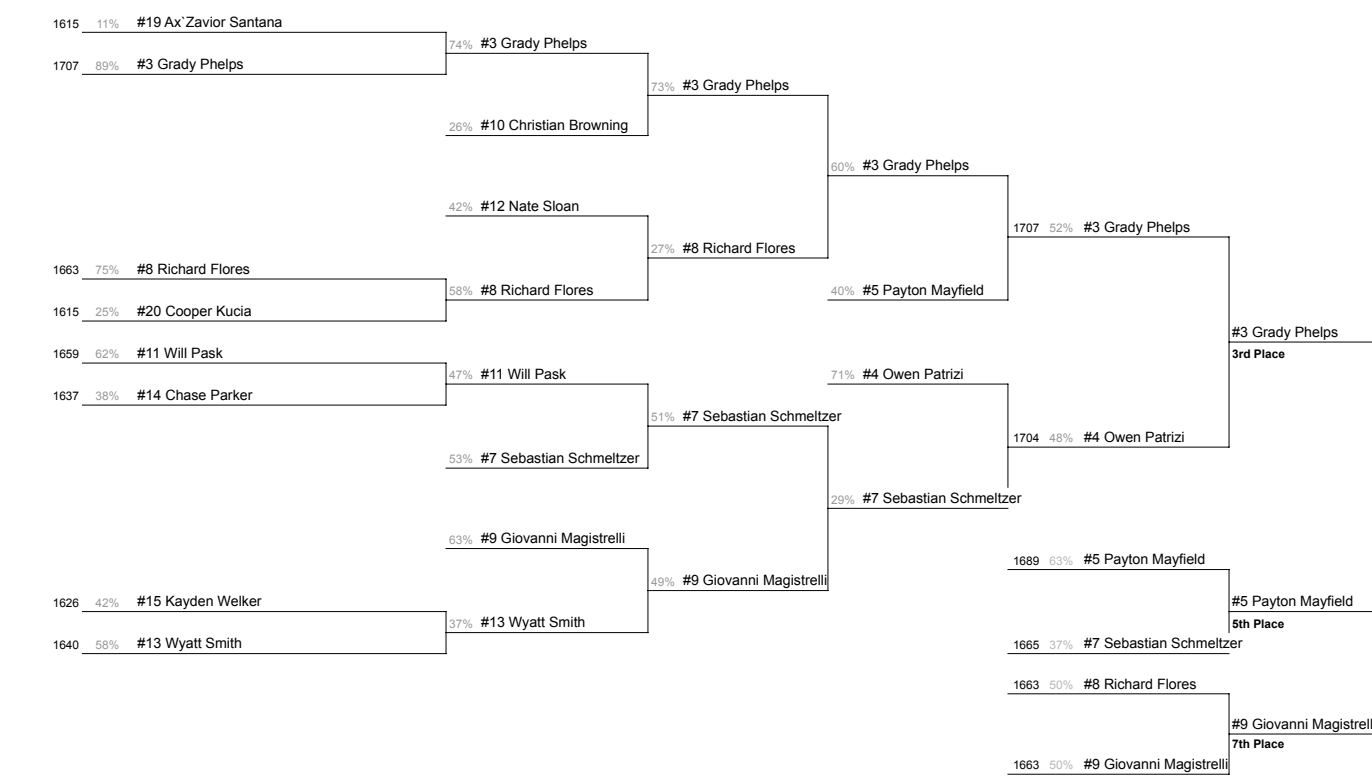 1615 11% #19 Ax`Zavior Santana
74% #3 Grady Phelps
1707 89% #3 Grady Phelps
73% #3 Grady Phelps
26% #10 Christian Browning
60% #3 Grady Phelps
42% #12 Nate Sloan
1707 52% #3 Grady Phelps
27% #8 Richard Flores
1663 75% #8 Richard Flores
58% #8 Richard Flores
40% #5 Payton Mayfield
1615 25% #20 Cooper Kucia
#3 Grady Phelps
1659 62% #11 Will Pask
3rd Place
47% #11 Will Pask
71% #4 Owen Patrizi
1637 38% #14 Chase Parker
51% #7 Sebastian Schmeltzer
1704 48% #4 Owen Patrizi
53% #7 Sebastian Schmeltzer
29% #7 Sebastian Schmeltzer
63% #9 Giovanni Magistrelli
1689 63% #5 Payton Mayfield
49% #9 Giovanni Magistrelli
1626 42% #15 Kayden Welker
#5 Payton Mayfield
37% #13 Wyatt Smith
5th Place
1640 58% #13 Wyatt Smith
1665 37% #7 Sebastian Schmeltzer
1663 50% #8 Richard Flores
#9 Giovanni Magistrell
7th Place
1663 50% #9 Giovanni Magistrelli